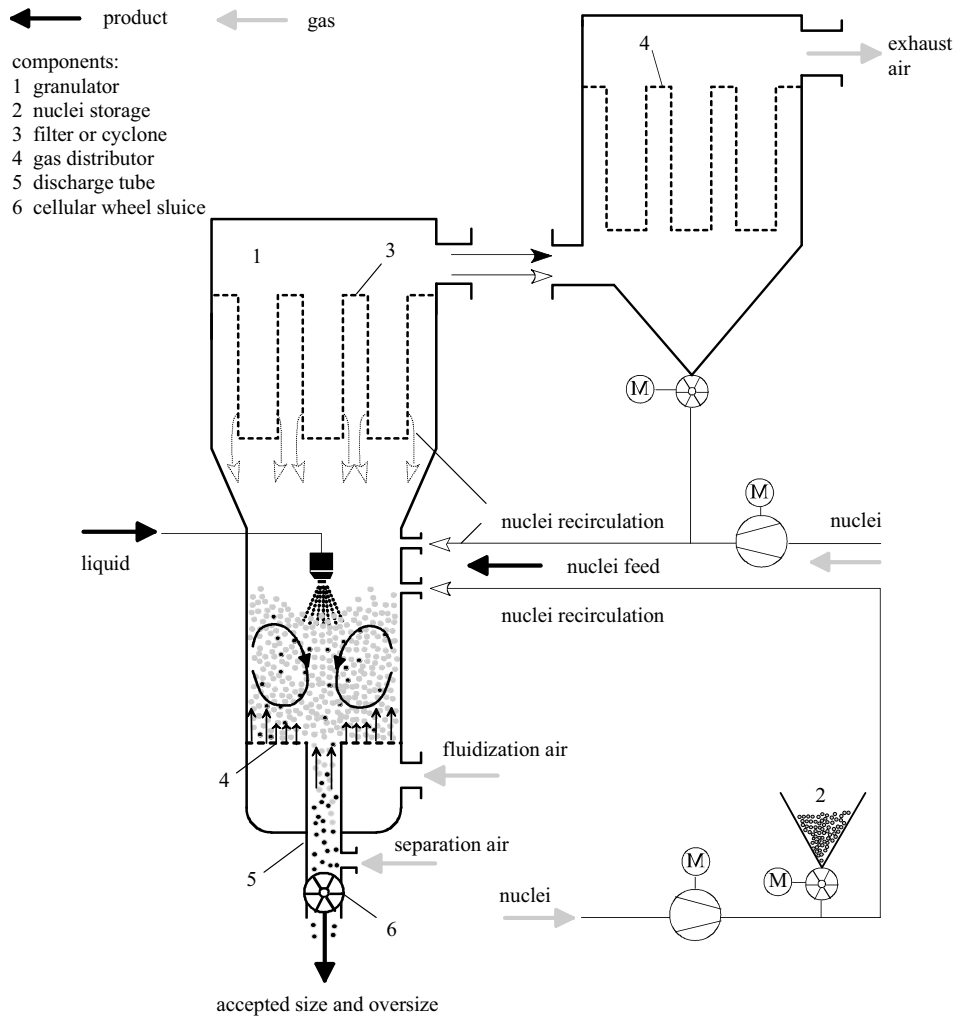 product
gas
components:
1 granulator
2 nuclei storage
3 filter or cyclone
4 gas distributor
5 discharge tube
6 cellular wheel sluice
4
exhaust
air
1
3
M
M
nuclei
nuclei recirculation
liquid
nuclei feed
nuclei recirculation
fluidization air
4
2
separation air
M
M
5
nuclei
6
accepted size and oversize